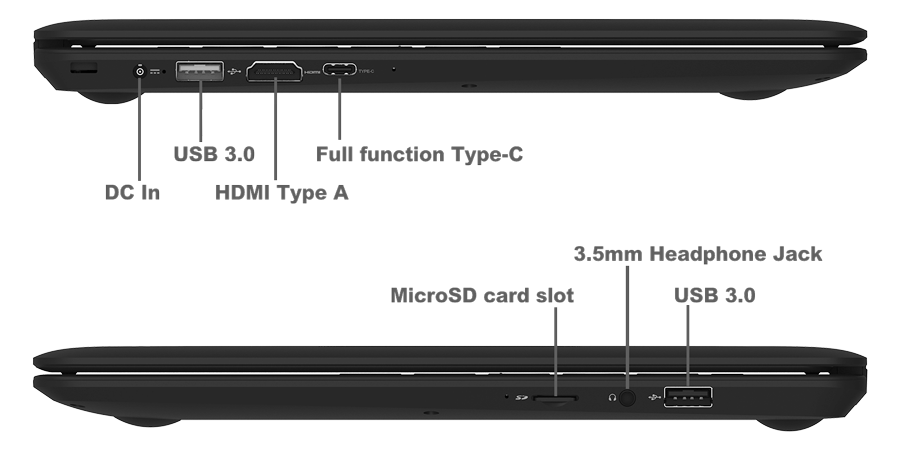 HDMI
TYPE-C
USB 3.0
Full function Type-C
DC In
HDMI Type A
3.5mm Headphone Jack
MicroSD card slot
USB 3.0
SD